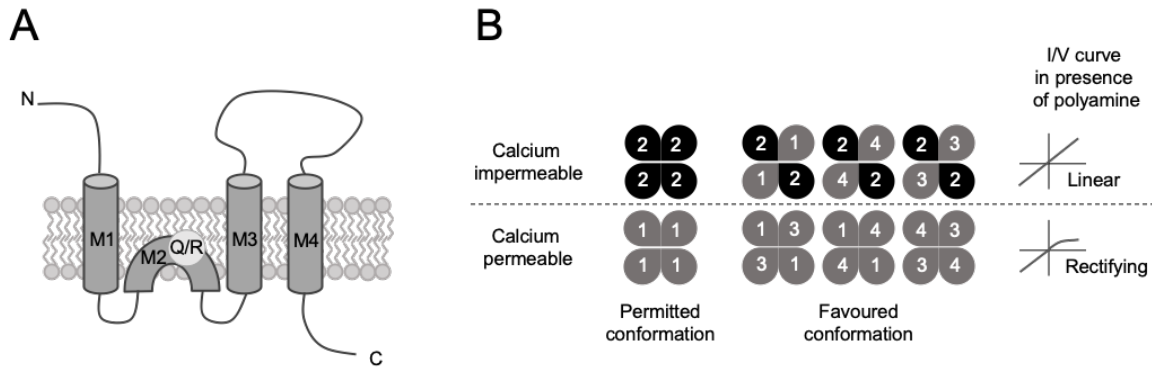 A
N
M1
M2
Q/R
M3
M4
C
B
I/V curve
in presence
of polyamine
Calcium
impermeable
2 2
2 2
2 1
1 2
2 4
4 2
2 3
3 2
Linear
Calcium
permeable
1 1
1 1
1 3
3 1
1 4
4 1
4 3
3 4
Rectifying
Permitted
conformation
Favoured
conformation